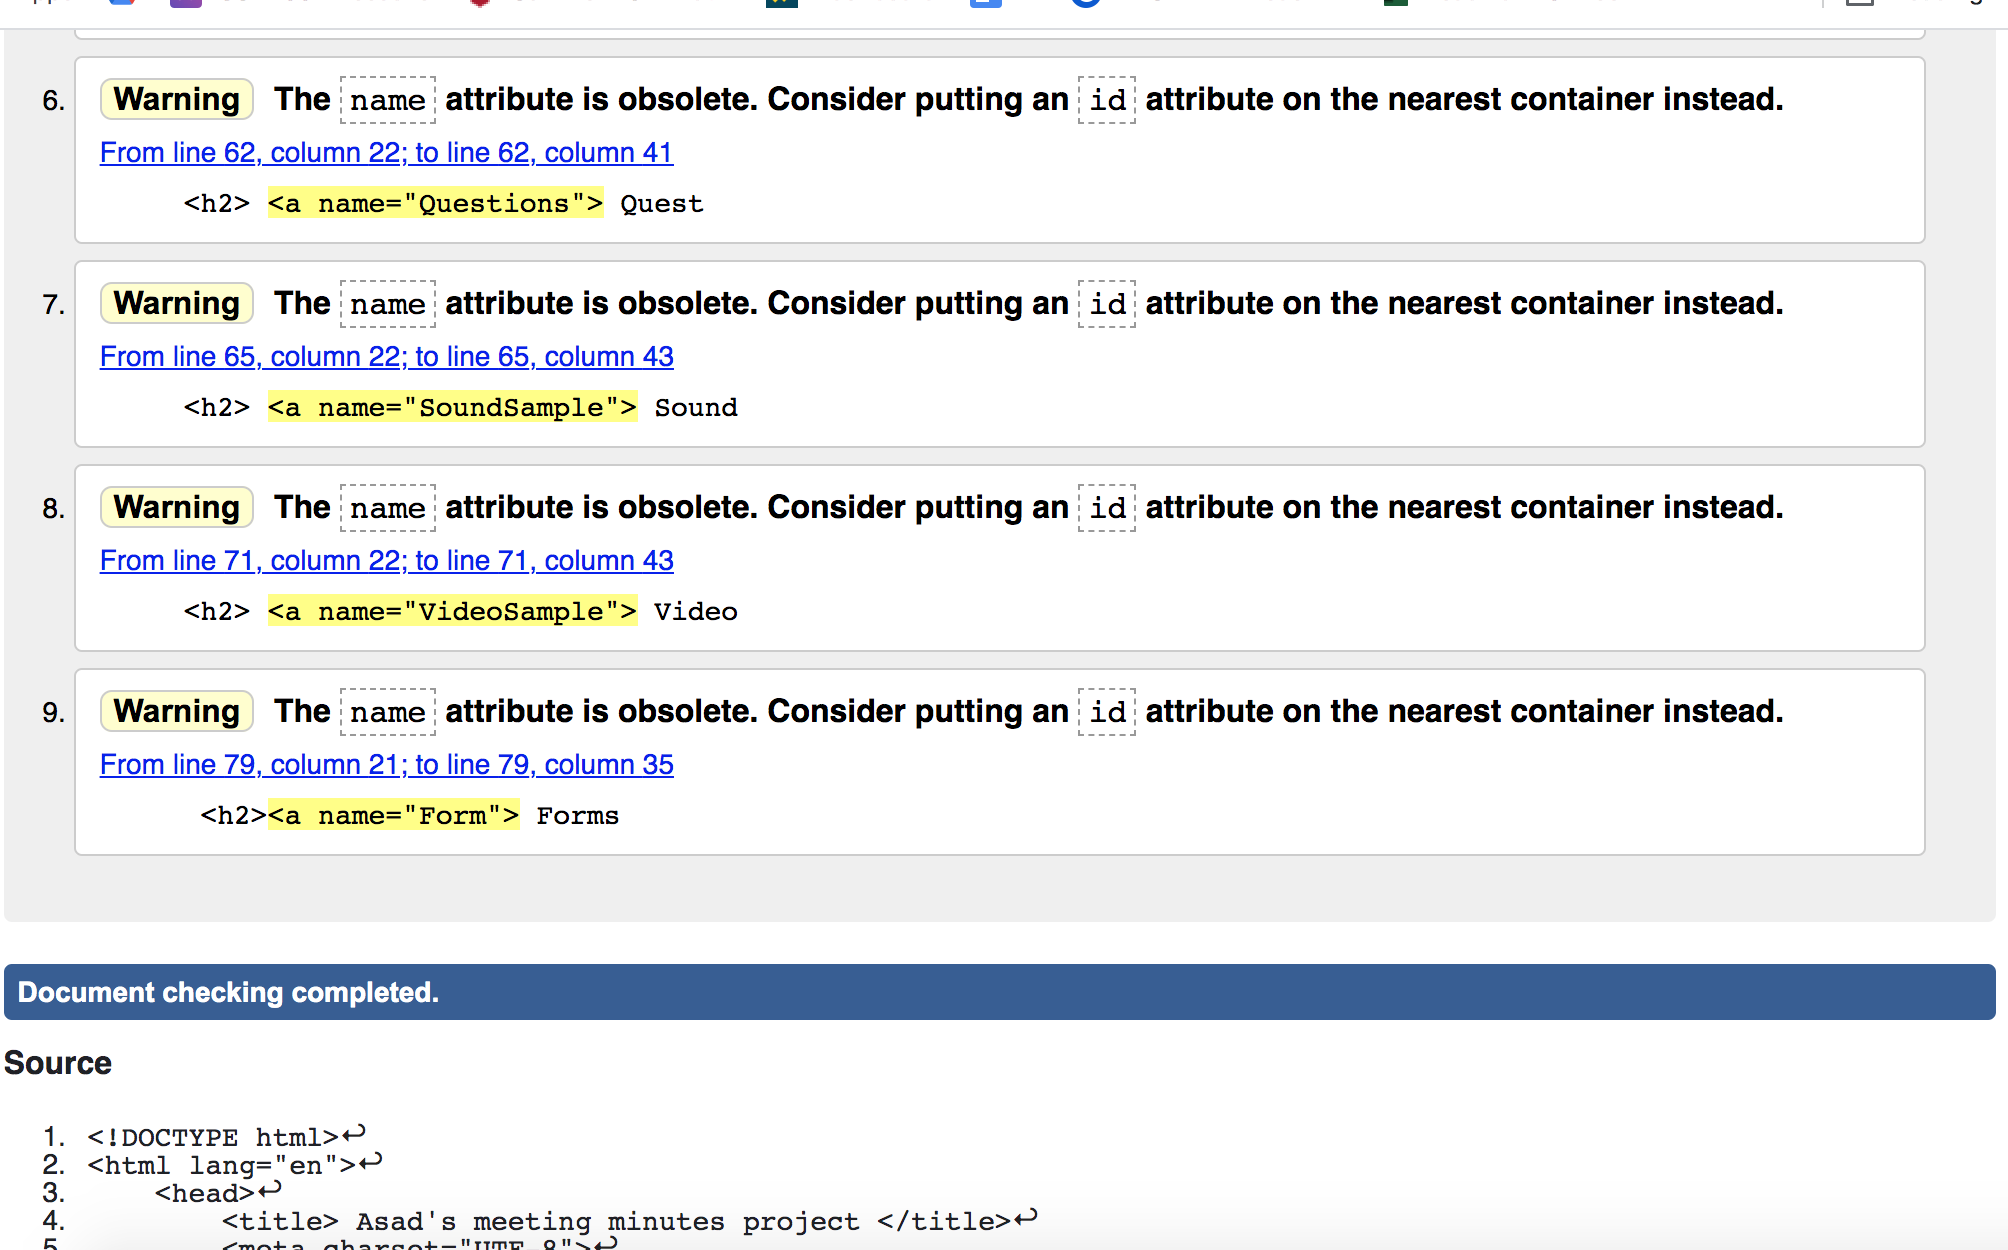 6. Warning The name attribute is obsolete. Consider putting an id attribute on the nearest container instead.
From line 62, column 22; to line 62, column 41
<h2> <a name="Questions"> Quest
7. Warning The name attribute is obsolete. Consider putting an id attribute on the nearest container instead.
From line 65, column 22; to line 65, column 43
<h2> <a name="SoundSample"> Sound
8. Warning The name attribute is obsolete. Consider putting an id attribute on the nearest container instead.
From line 71, column 22; to line 71, column 43
<h2> <a name="VideoSample"> Video
9. Warning The name attribute is obsolete. Consider putting an id attribute on the nearest container instead.
From line 79, column 21; to line 79, column 35
<h2><a name="Form"> Forms
Document checking completed.
Source
1. <!DOCTYPE html>↩
2. <html lang="en">↩
3. <head>↩
4. <title> Asad's meeting minutes project </title>↩
5. <meta charset="UTF-8">↩